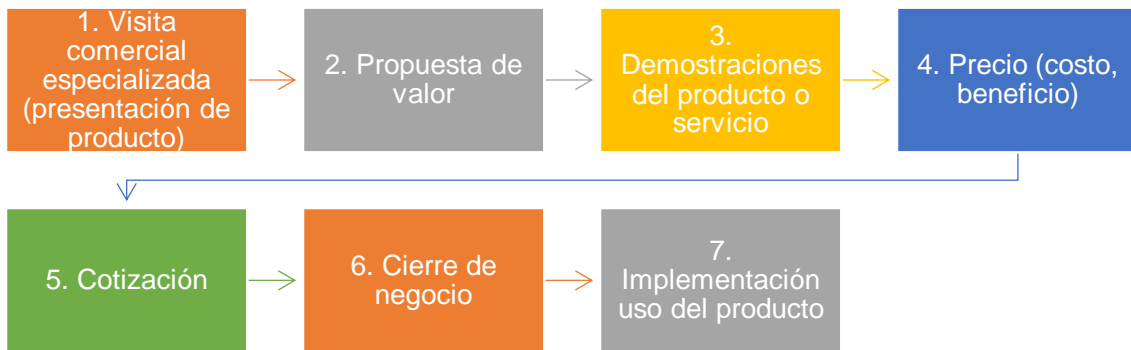 1. Visita
comercial
especializada
(presentación de
producto)
2. Propuesta de
valor
3.
Demostraciones
del producto o
servicio
4. Precio (costo,
beneficio)
5. Cotización
6. Cierre de
negocio
7.
Implementación
uso del producto